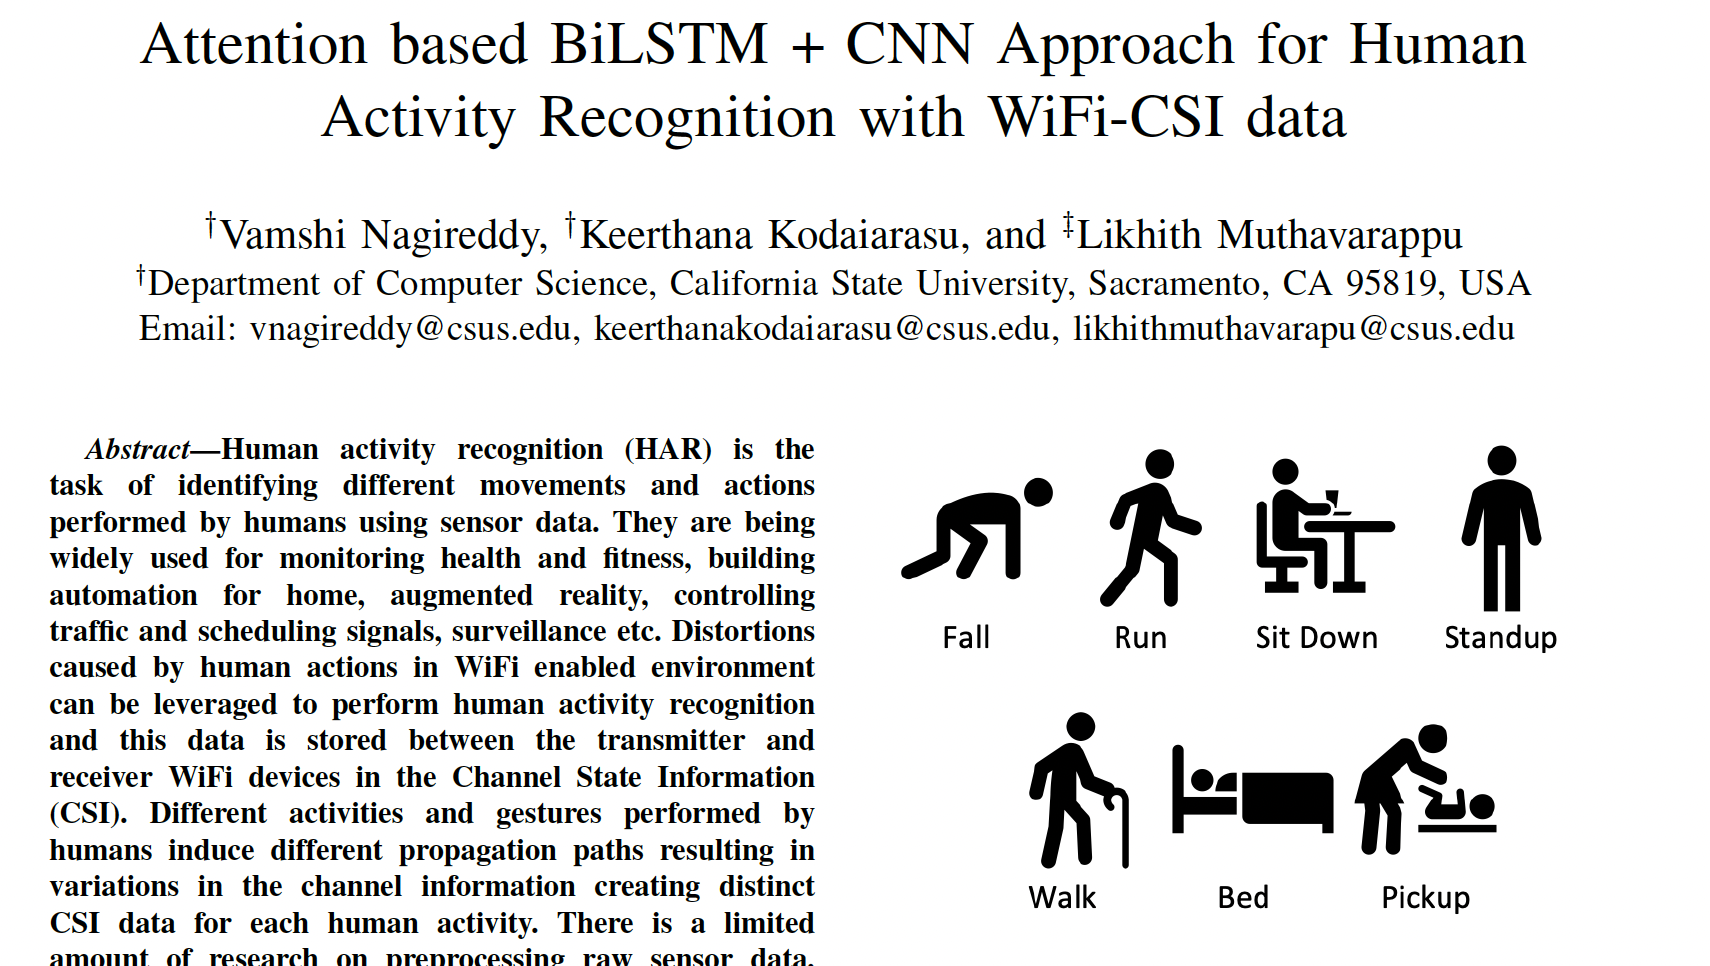 Attention based BiLSTM + CNN Approach for Human
Activity Recognition with WiFi-CSI data
†Vamshi Nagireddy, †Keerthana Kodaiarasu, and ‡Likhith Muthavarappu
†Department of Computer Science, California State University, Sacramento, CA 95819, USA
Email: vnagireddy@csus.edu, keerthanakodaiarasu@csus.edu, likhithmuthavarapu@csus.edu
Abstract—Human activity recognition (HAR) is the
task of identifying different movements and actions
performed by humans using sensor data. They are being
widely used for monitoring health and fitness, building
automation for home, augmented reality, controlling
traffic and scheduling signals, surveillance etc. Distortions
caused by human actions in WiFi enabled environment
can be leveraged to perform human activity recognition
and this data is stored between the transmitter and
receiver WiFi devices in the Channel State Information
(CSI). Different activities and gestures performed by
humans induce different propagation paths resulting in
variations in the channel information creating distinct
CSI data for each human activity. There is a limited
amount of research on preprocessing raw sensor data.
Fall Run Sit Down Standup
Walk Bed Pickup